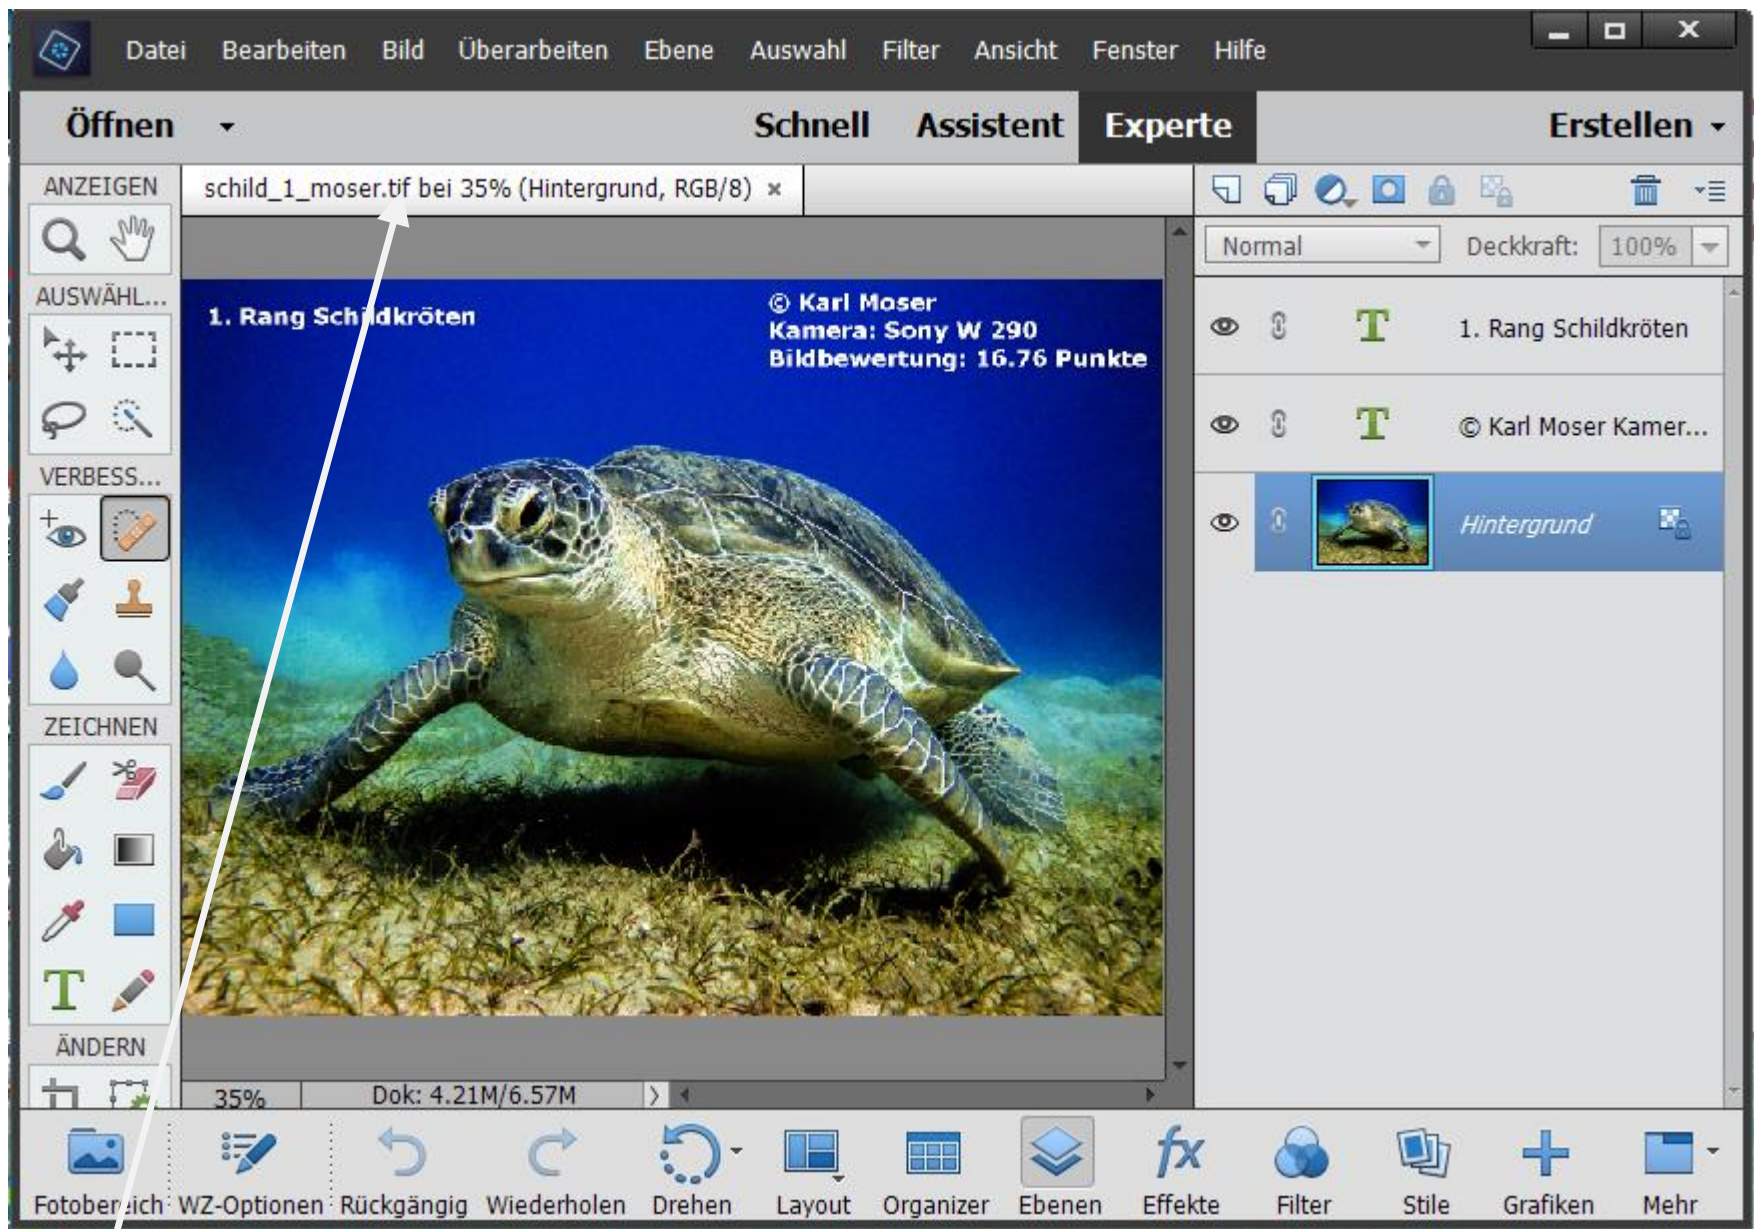 Datei Bearbeiten Bild Überarbeiten Ebene Auswahl Filter Ansicht Fenster Hilfe
Öffnen Schnell Assistent Experte Erstellen
ANZEIGEN
schild_1_moser.tif bei 35% (Hintergrund, RGB/8)
Normal Deckkraft: 100%
AUSWÄHL...
1. Rang Schildkröten
© Karl Moser
Kamera: Sony W 290
Bildbewertung: 16.76 Punkte
1. Rang Schildkröten
© Karl Moser Kamer...
VERBESS...
Hintergrund
ZEICHNEN
ÄNDERN
35% Dok: 4.21M/6.57M
Fotobereich WZ-Optionen Rückgängig Wiederholen Drehen Layout Organizer Ebenen Effekte Filter Stile Grafiken Mehr